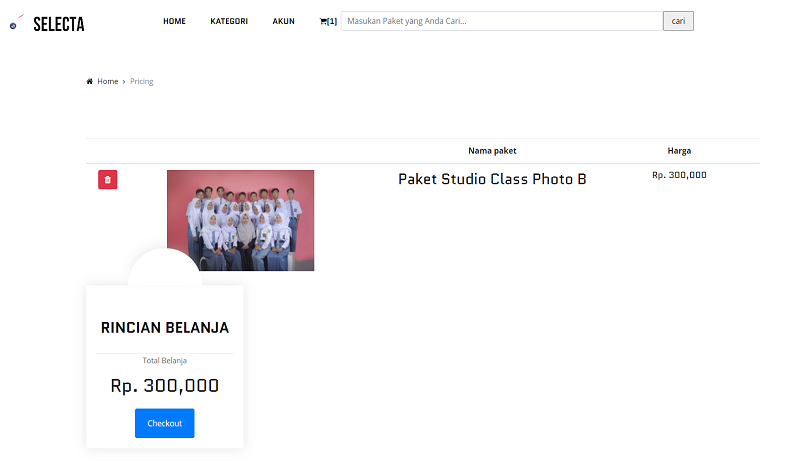 SELECTA
HOME KATEGORI AKUN [1] Masukan Paket yang Anda Cari... cari
Home › Pricing
Nama paket Harga
Paket Studio Class Photo B Rp. 300,000
RINCIAN BELANJA
Total Belanja
Rp. 300,000
Checkout